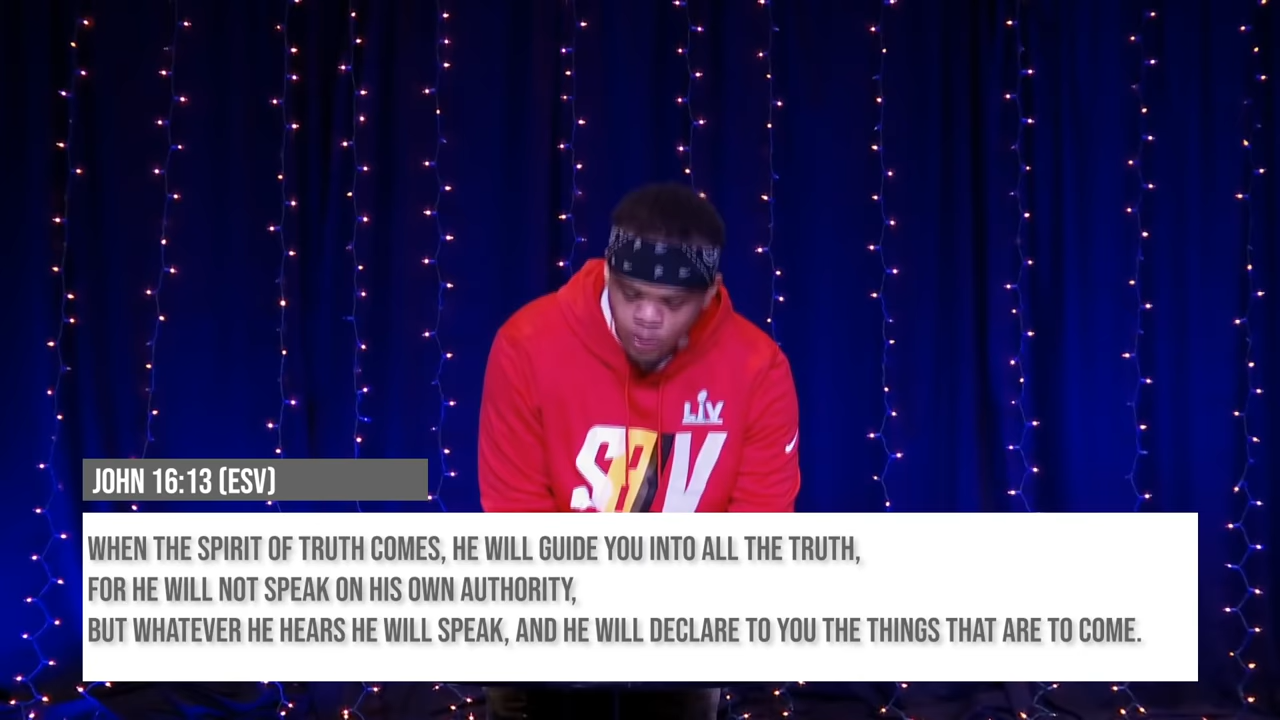 LIV
JOHN 16:13 (ESV)
WHEN THE SPIRIT OF TRUTH COMES, HE WILL GUIDE YOU INTO ALL THE TRUTH,
FOR HE WILL NOT SPEAK ON HIS OWN AUTHORITY,
BUT WHATEVER HE HEARS HE WILL SPEAK, AND HE WILL DECLARE TO YOU THE THINGS THAT ARE TO COME.